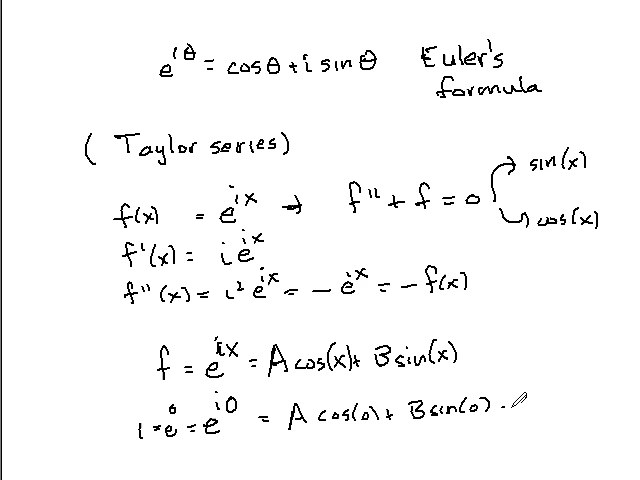 e^{iθ} = cosθ + i sinθ Euler's
formula
( Taylor series)
f(x) = e^{ix} → f'' + f = 0 → sin(x)
↪ cos(x)
f'(x) = i e^{ix}
f''(x) = i² e^{ix} = - e^{ix} = - f(x)
f = e^{ix} = A cos(x) + B sin(x)
1 = e^0 = e^{i0} = A cos(0) + B sin(0) .